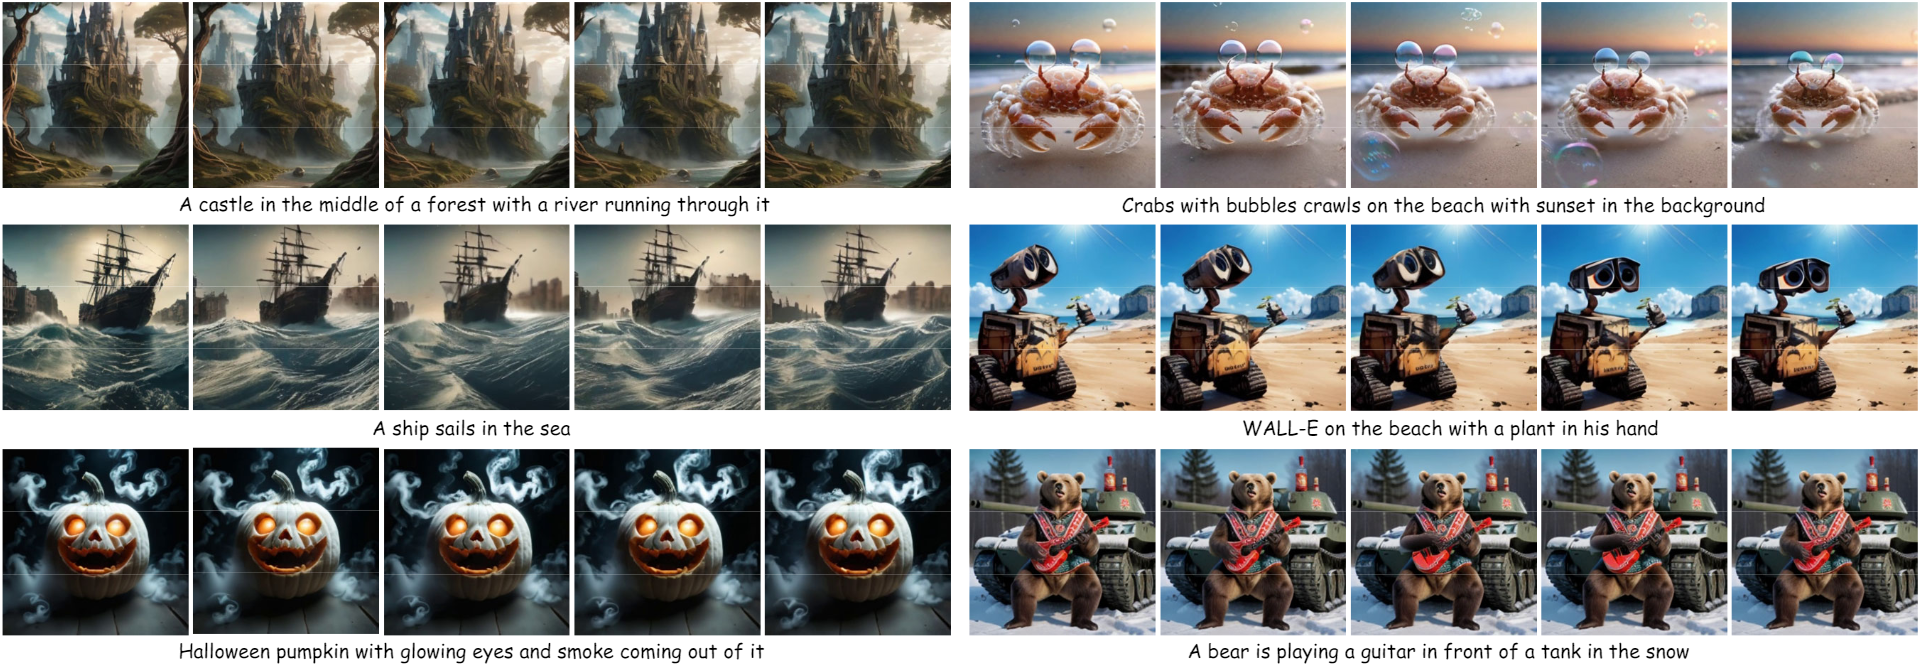 A castle in the middle of a forest with a river running through it
Crabs with bubbles crawls on the beach with sunset in the background
A ship sails in the sea
WALL-E on the beach with a plant in his hand
Halloween pumpkin with glowing eyes and smoke coming out of it
A bear is playing a guitar in front of a tank in the snow